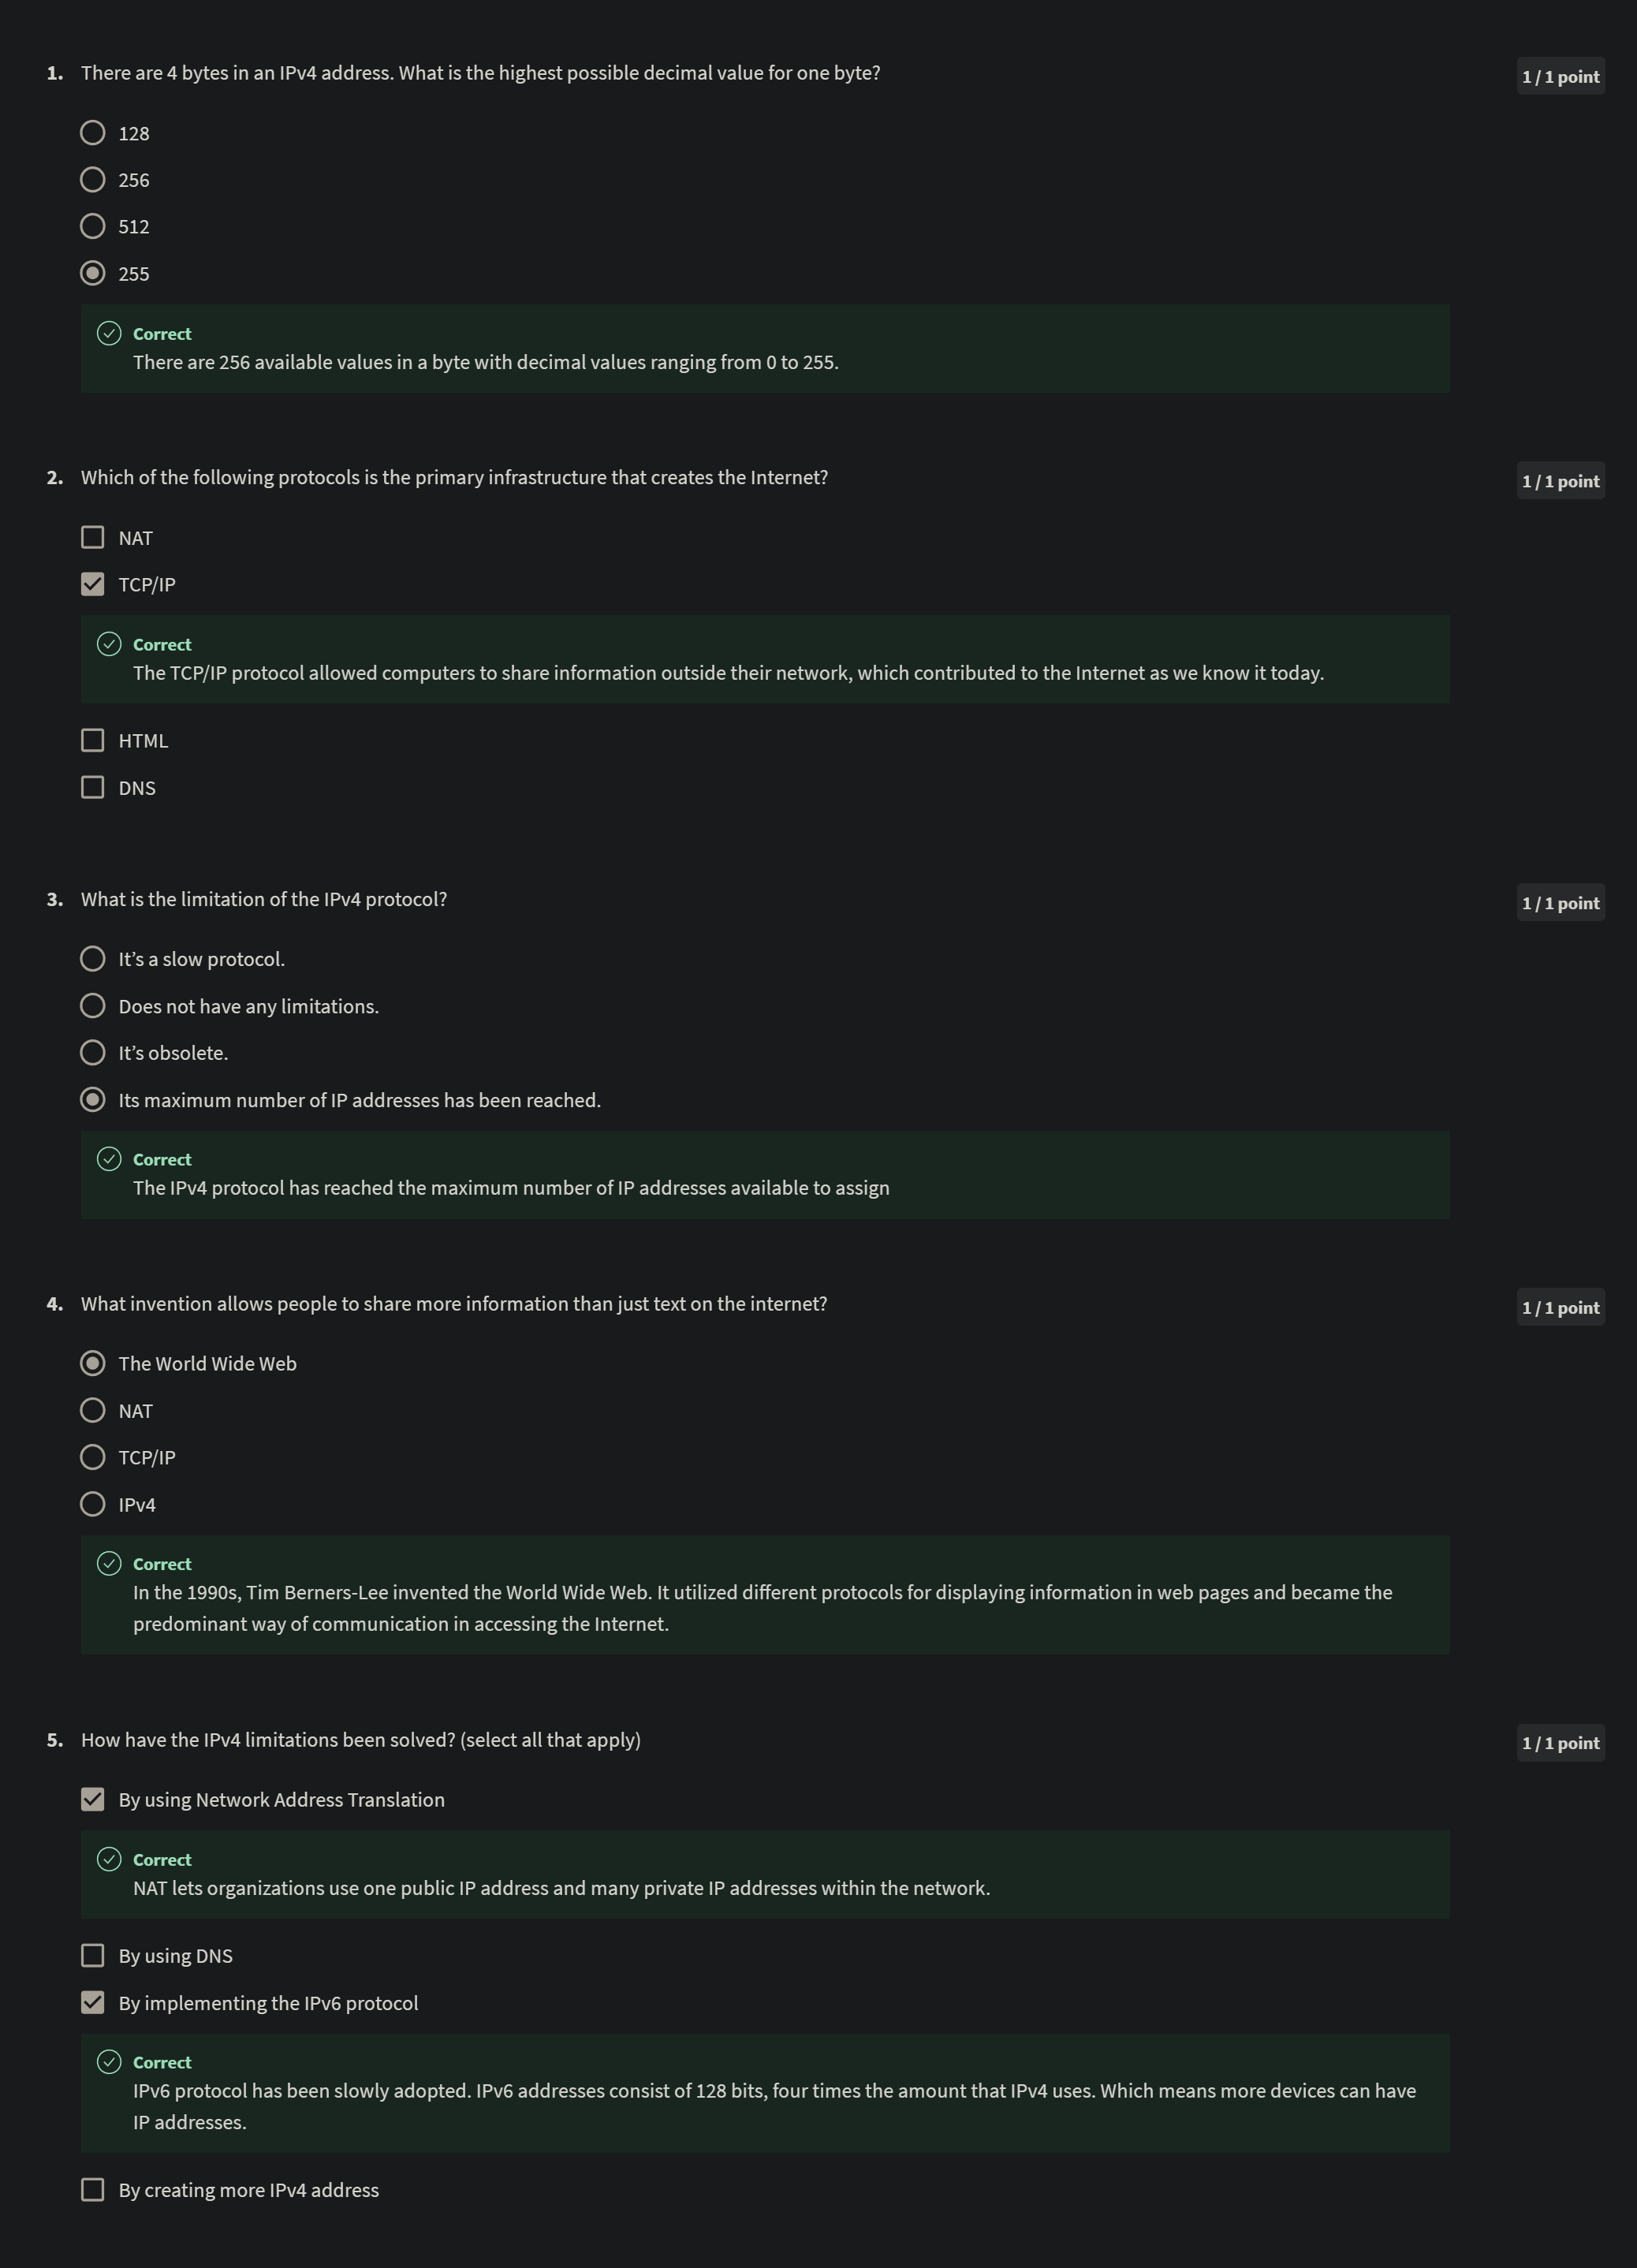 1. There are 4 bytes in an IPv4 address. What is the highest possible decimal value for one byte?
1 / 1 point
128
256
512
255
Correct
There are 256 available values in a byte with decimal values ranging from 0 to 255.
2. Which of the following protocols is the primary infrastructure that creates the Internet?
1 / 1 point
NAT
TCP/IP
Correct
The TCP/IP protocol allowed computers to share information outside their network, which contributed to the Internet as we know it today.
HTML
DNS
3. What is the limitation of the IPv4 protocol?
1 / 1 point
It’s a slow protocol.
Does not have any limitations.
It’s obsolete.
Its maximum number of IP addresses has been reached.
Correct
The IPv4 protocol has reached the maximum number of IP addresses available to assign
4. What invention allows people to share more information than just text on the internet?
1 / 1 point
The World Wide Web
NAT
TCP/IP
IPv4
Correct
In the 1990s, Tim Berners-Lee invented the World Wide Web. It utilized different protocols for displaying information in web pages and became the
predominant way of communication in accessing the Internet.
5. How have the IPv4 limitations been solved? (select all that apply)
1 / 1 point
By using Network Address Translation
Correct
NAT lets organizations use one public IP address and many private IP addresses within the network.
By using DNS
By implementing the IPv6 protocol
Correct
IPv6 protocol has been slowly adopted. IPv6 addresses consist of 128 bits, four times the amount that IPv4 uses. Which means more devices can have
IP addresses.
By creating more IPv4 address